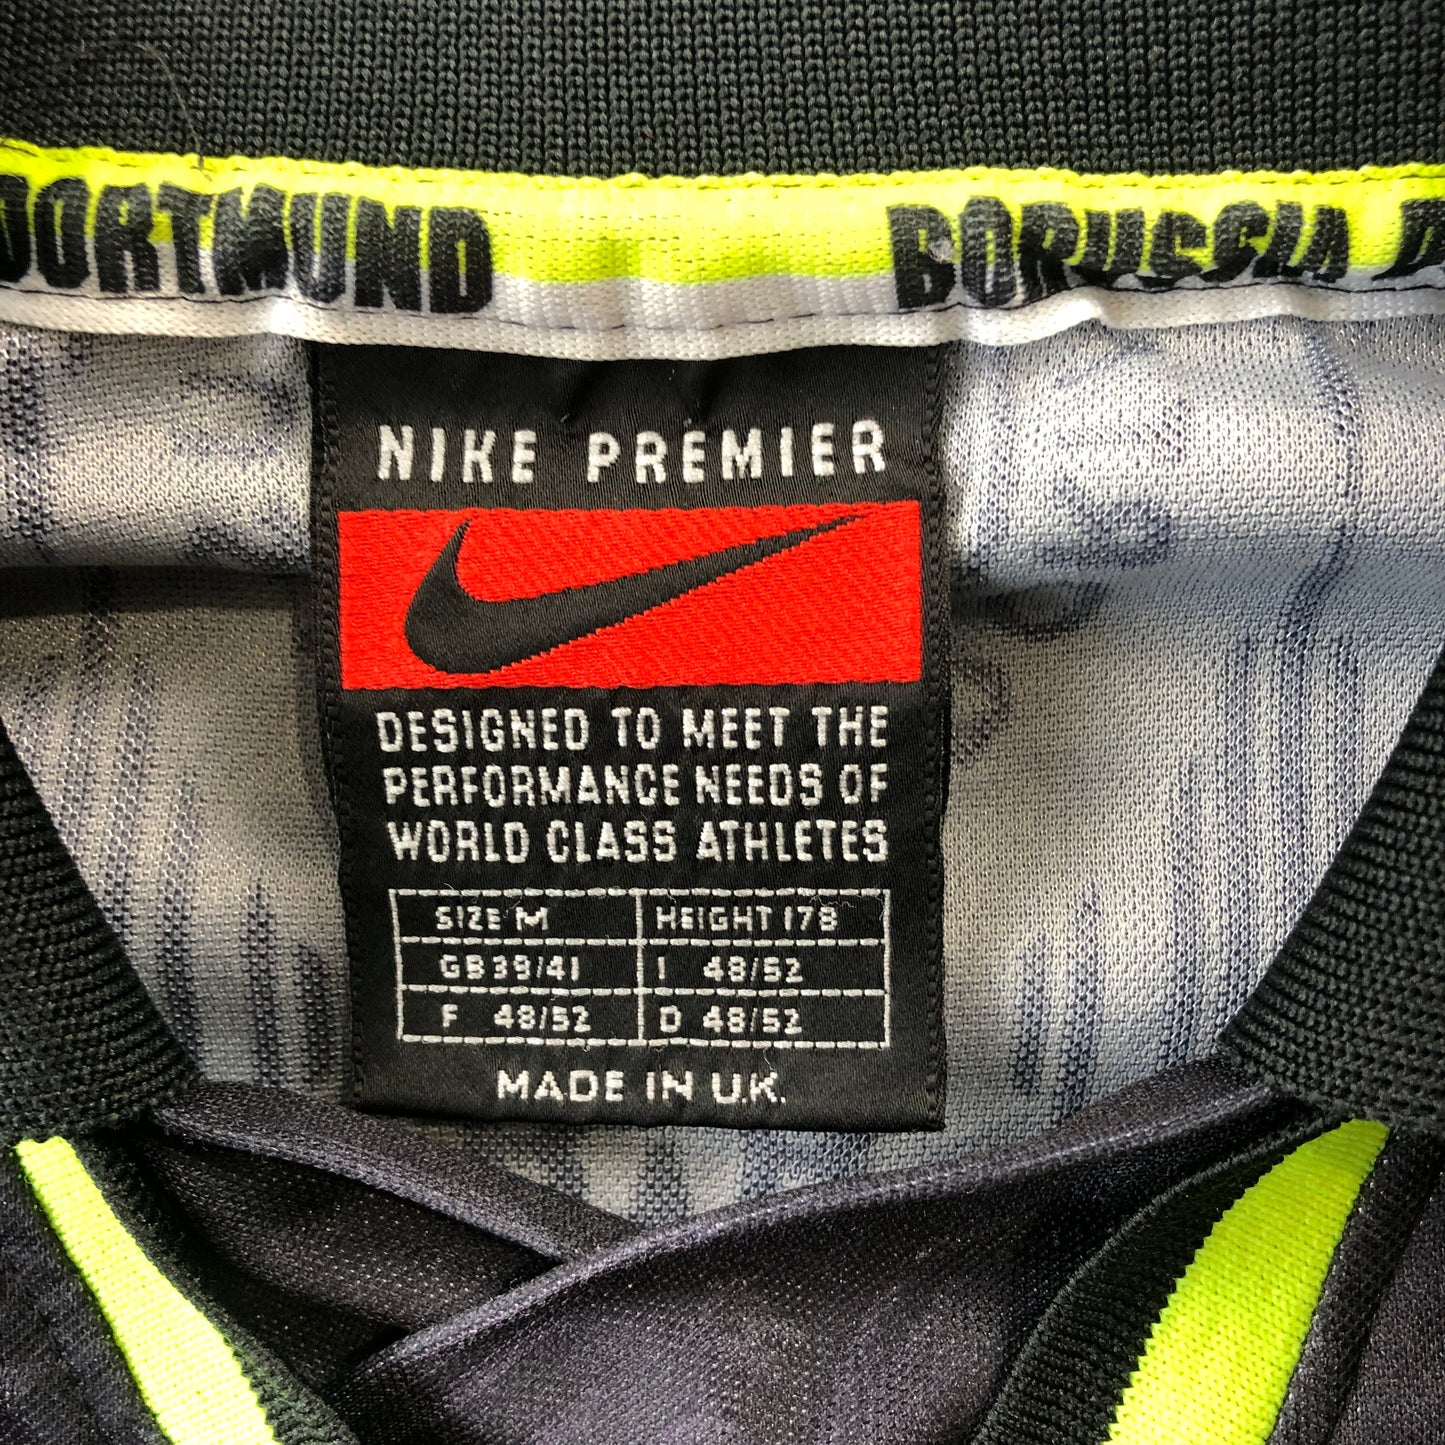 DORTMUND BORUSSIA D
NIKE PREMIER
DESIGNED TO MEET THE
PERFORMANCE NEEDS OF
WORLD CLASS ATHLETES
SIZE M HEIGHT 178
GB 39/41 I 48/52
F 48/52 D 48/52
MADE IN U.K.